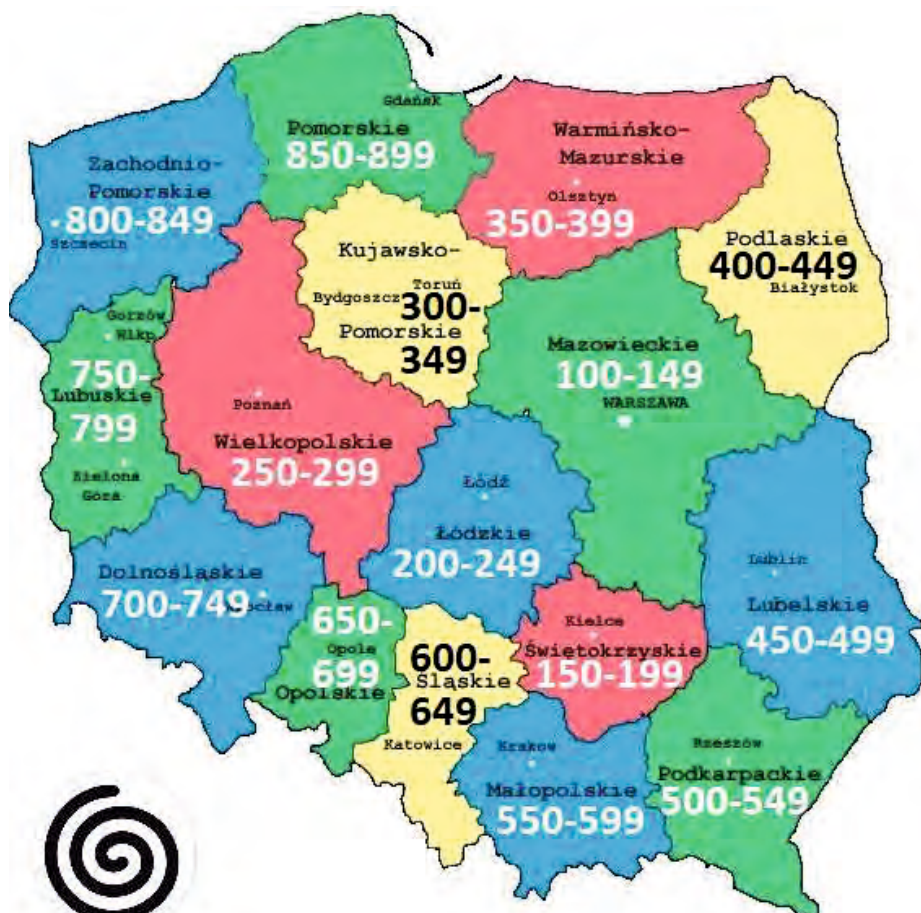 Gdańsk
Pomorskie
850-899
Warmińsko-
Mazurskie
Olsztyn
350-399
Zachodnio-
Pomorskie
800-849
Szczecin
Kujawsko-
Toruń
Bydgoszcz
300-
Pomorskie
349
Podlaskie
400-449
Białystok
Gorzów
Wlkp
750-
Lubuskie
799
Zielona
Góra
Mazowieckie
100-149
WARSZAWA
Poznań
Wielkopolskie
250-299
Łódź
Łódzkie
200-249
Dolnośląskie
700-749
Wrocław
Lublin
Lubelskie
450-499
650-
Opole
699
Opolskie
600-
Śląskie
649
Katowice
Kielce
Świętokrzyskie
150-199
Krakow
Małopolskie
550-599
Rzeszów
Podkarpackie
500-549